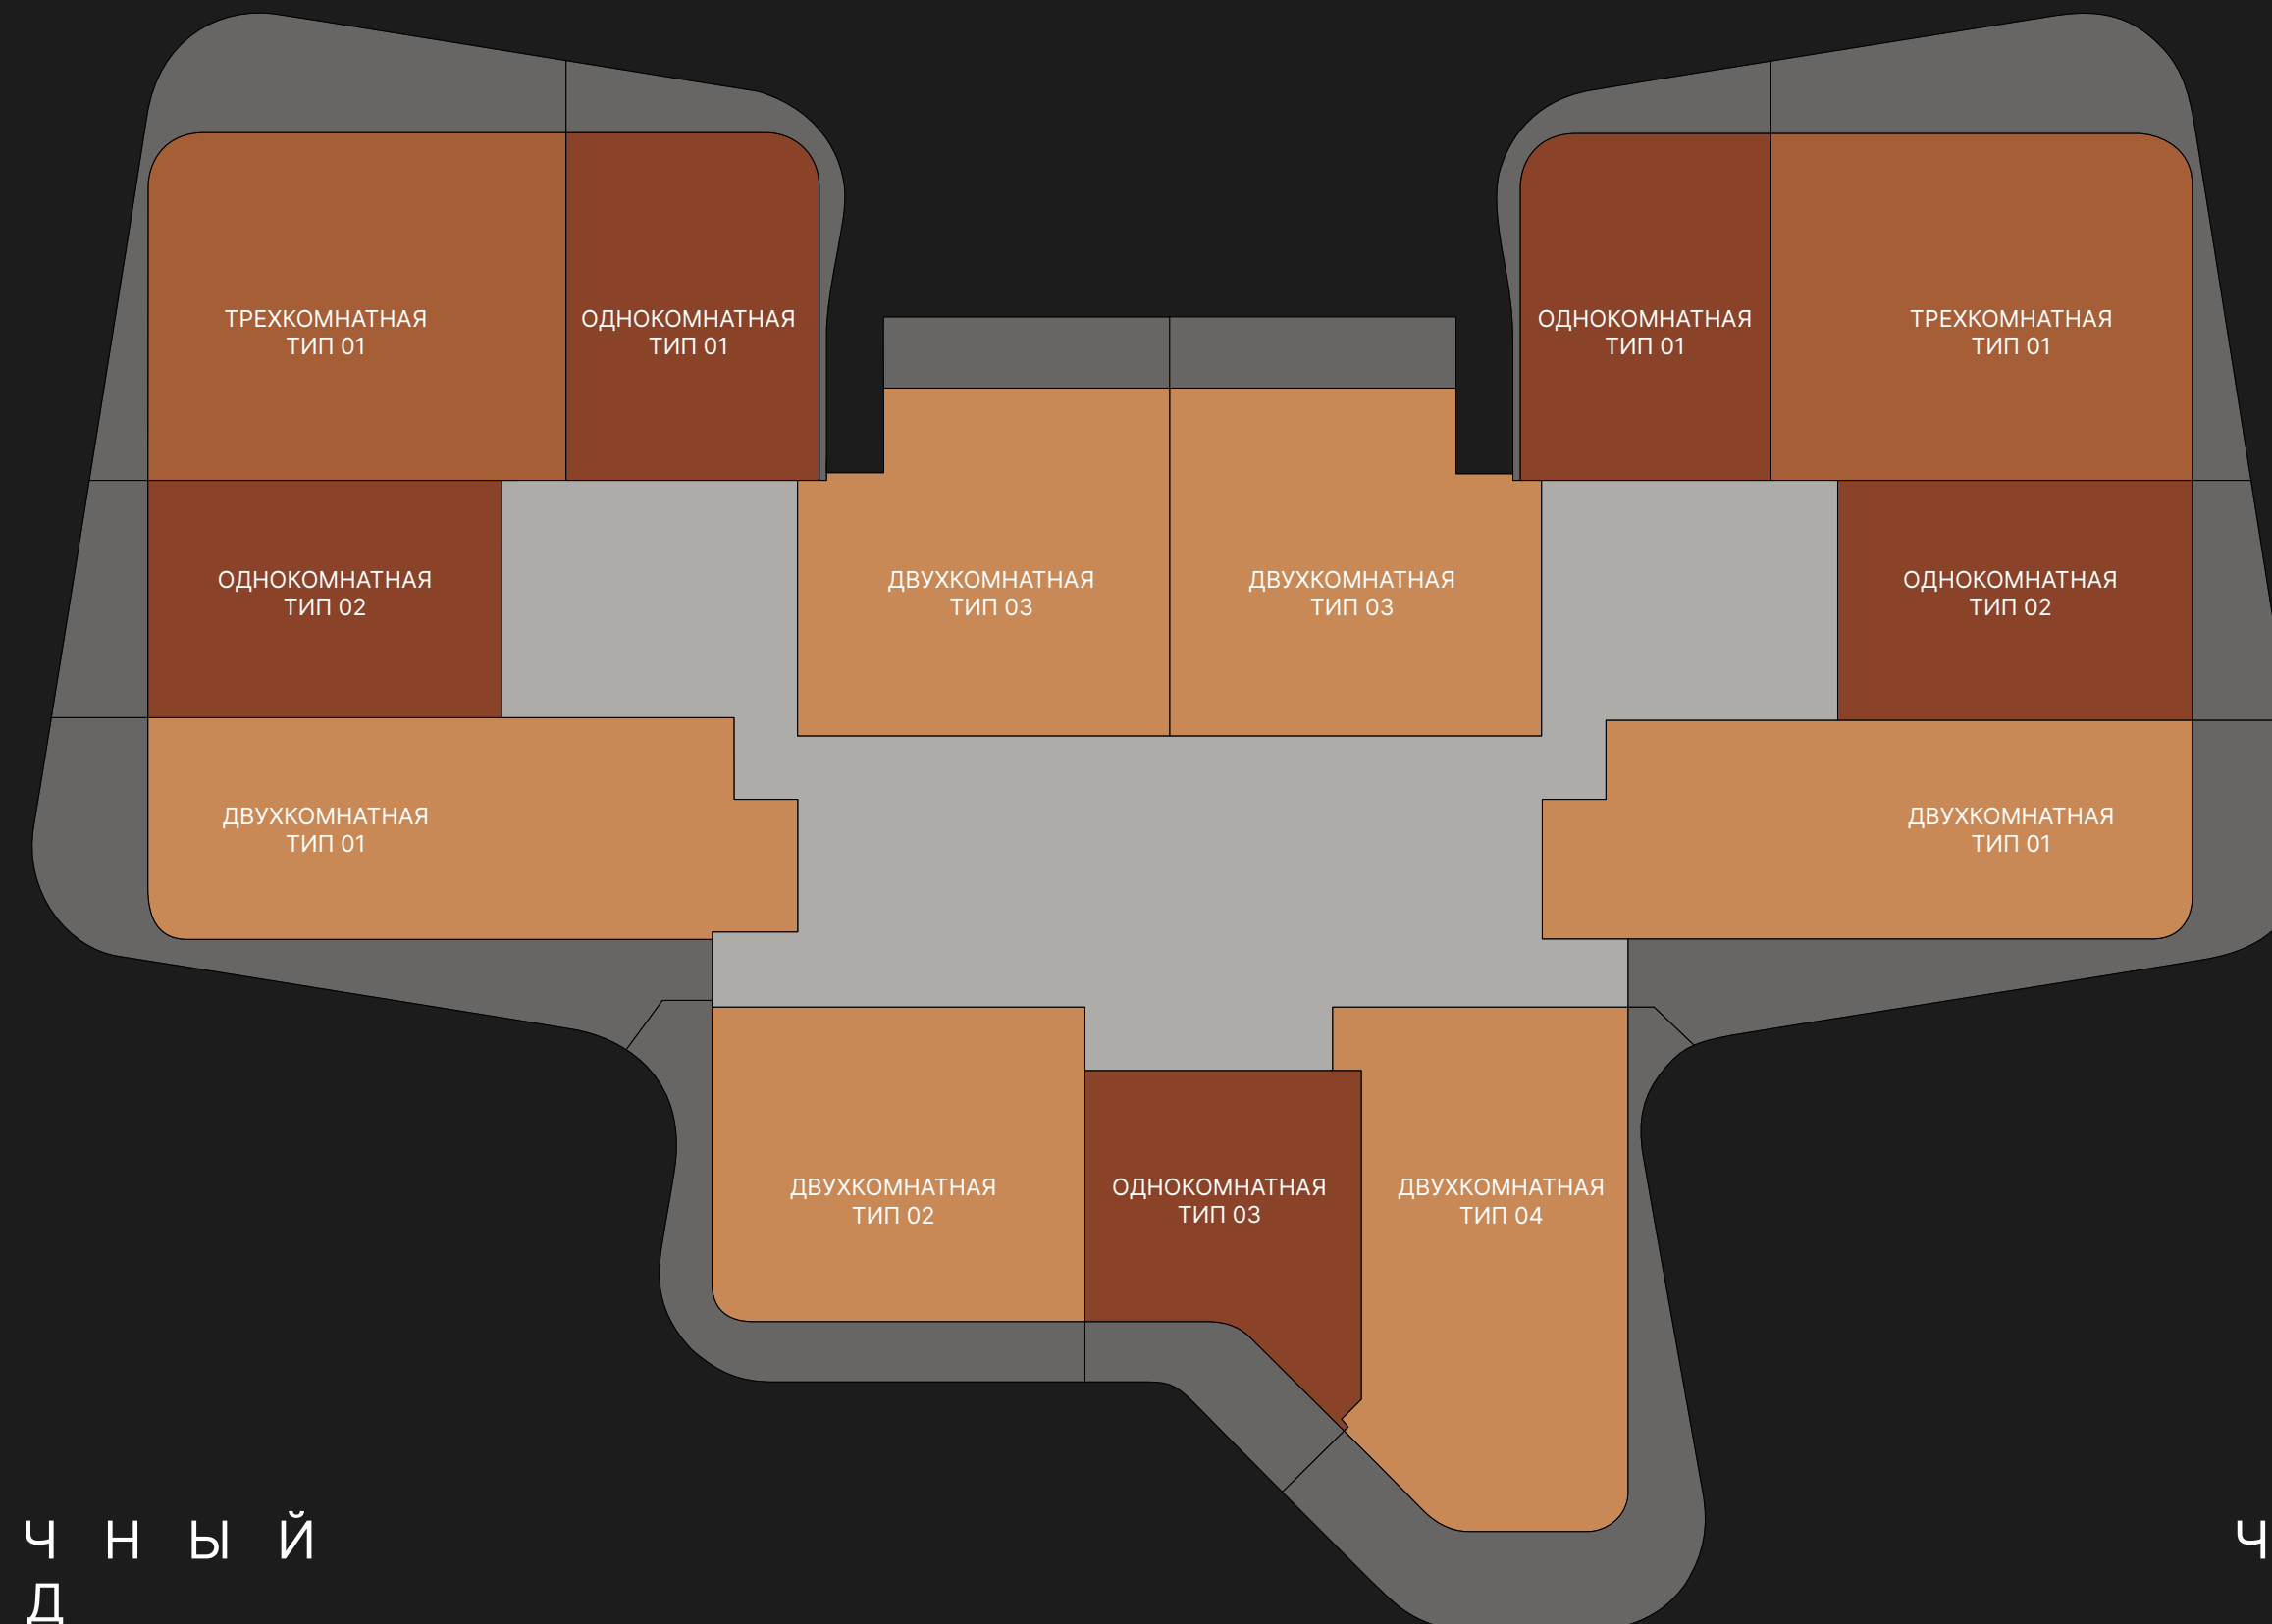 ТРЕХКОМНАТНАЯ
ТИП 01
ОДНОКОМНАТНАЯ
ТИП 01
ОДНОКОМНАТНАЯ
ТИП 01
ТРЕХКОМНАТНАЯ
ТИП 01
ОДНОКОМНАТНАЯ
ТИП 02
ДВУХКОМНАТНАЯ
ТИП 03
ДВУХКОМНАТНАЯ
ТИП 03
ОДНОКОМНАТНАЯ
ТИП 02
ДВУХКОМНАТНАЯ
ТИП 01
ДВУХКОМНАТНАЯ
ТИП 01
ДВУХКОМНАТНАЯ
ТИП 02
ОДНОКОМНАТНАЯ
ТИП 03
ДВУХКОМНАТНАЯ
ТИП 04
Ч Н Ы Й
Ч
Д